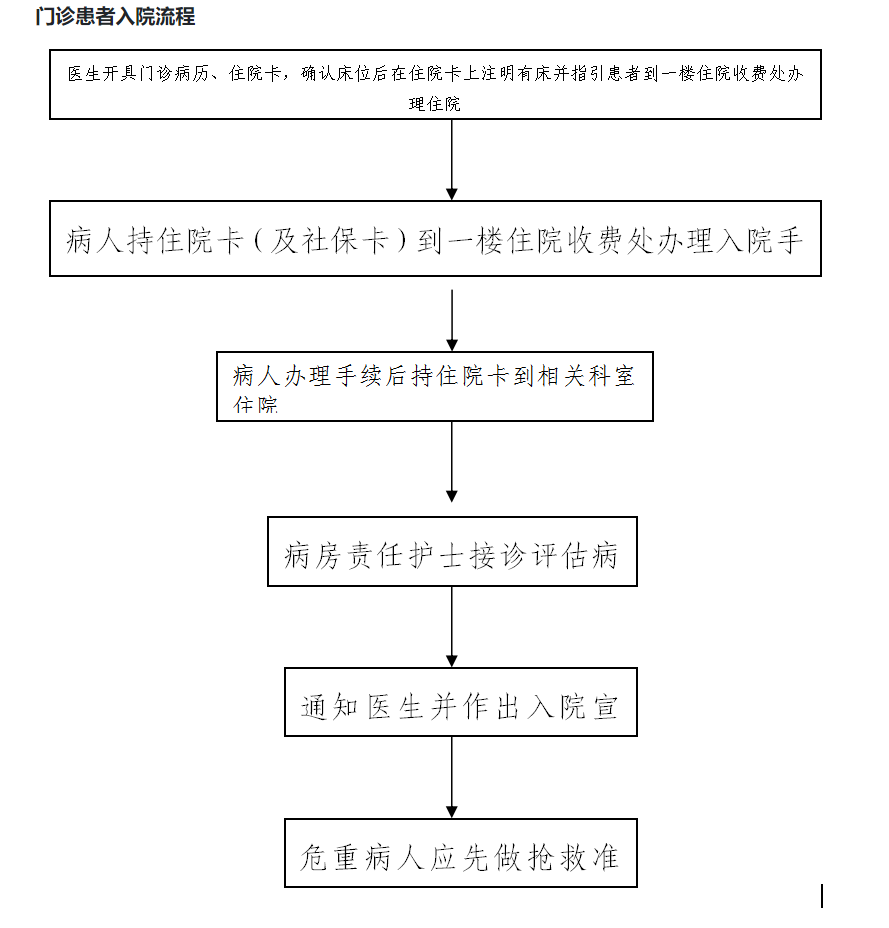 门诊患者入院流程
医生开具门诊病历、住院卡，确认床位后在住院卡上注明有床并指引患者到一楼住院收费处办
理住院
病人持住院卡（及社保卡）到一楼住院收费处办理入院手
病人办理手续后持住院卡到相关科室
住院
病房责任护士接诊评估病
通知医生并作出入院宣
危重病人应先做抢救准